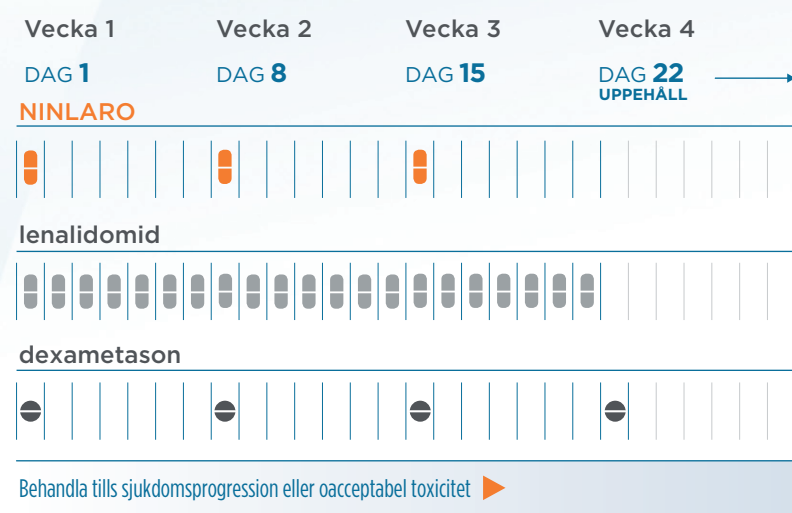 Vecka 1 Vecka 2 Vecka 3 Vecka 4
DAG 1 DAG 8 DAG 15 DAG 22
UPPEHÅLL
NINLARO
lenalidomid
dexametason
Behandla tills sjukdomsprogression eller oacceptabel toxicitet